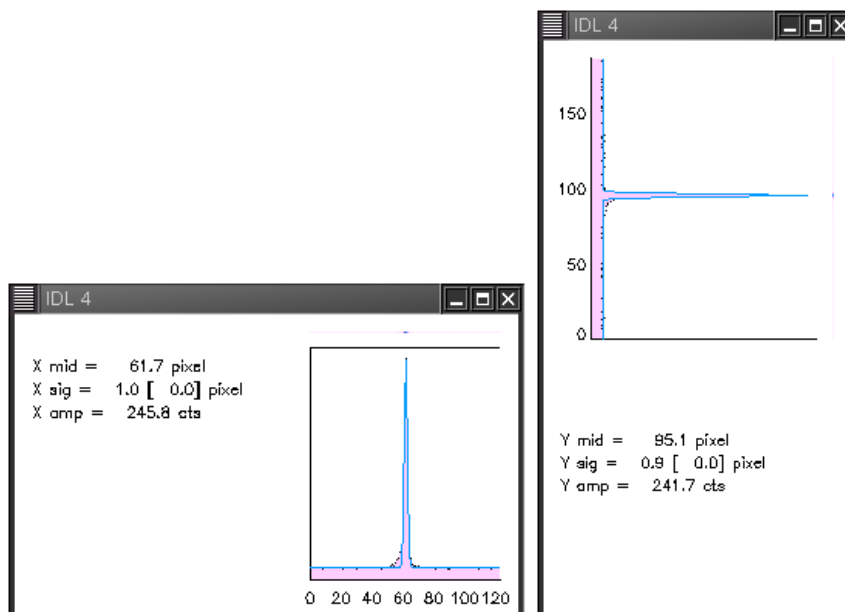 IDL 4
X mid = 61.7 pixel
X sig = 1.0 [ 0.0] pixel
X amp = 245.8 cts
0 20 40 60 80 100 120
IDL 4
150
100
50
0
Y mid = 95.1 pixel
Y sig = 0.9 [ 0.0] pixel
Y amp = 241.7 cts